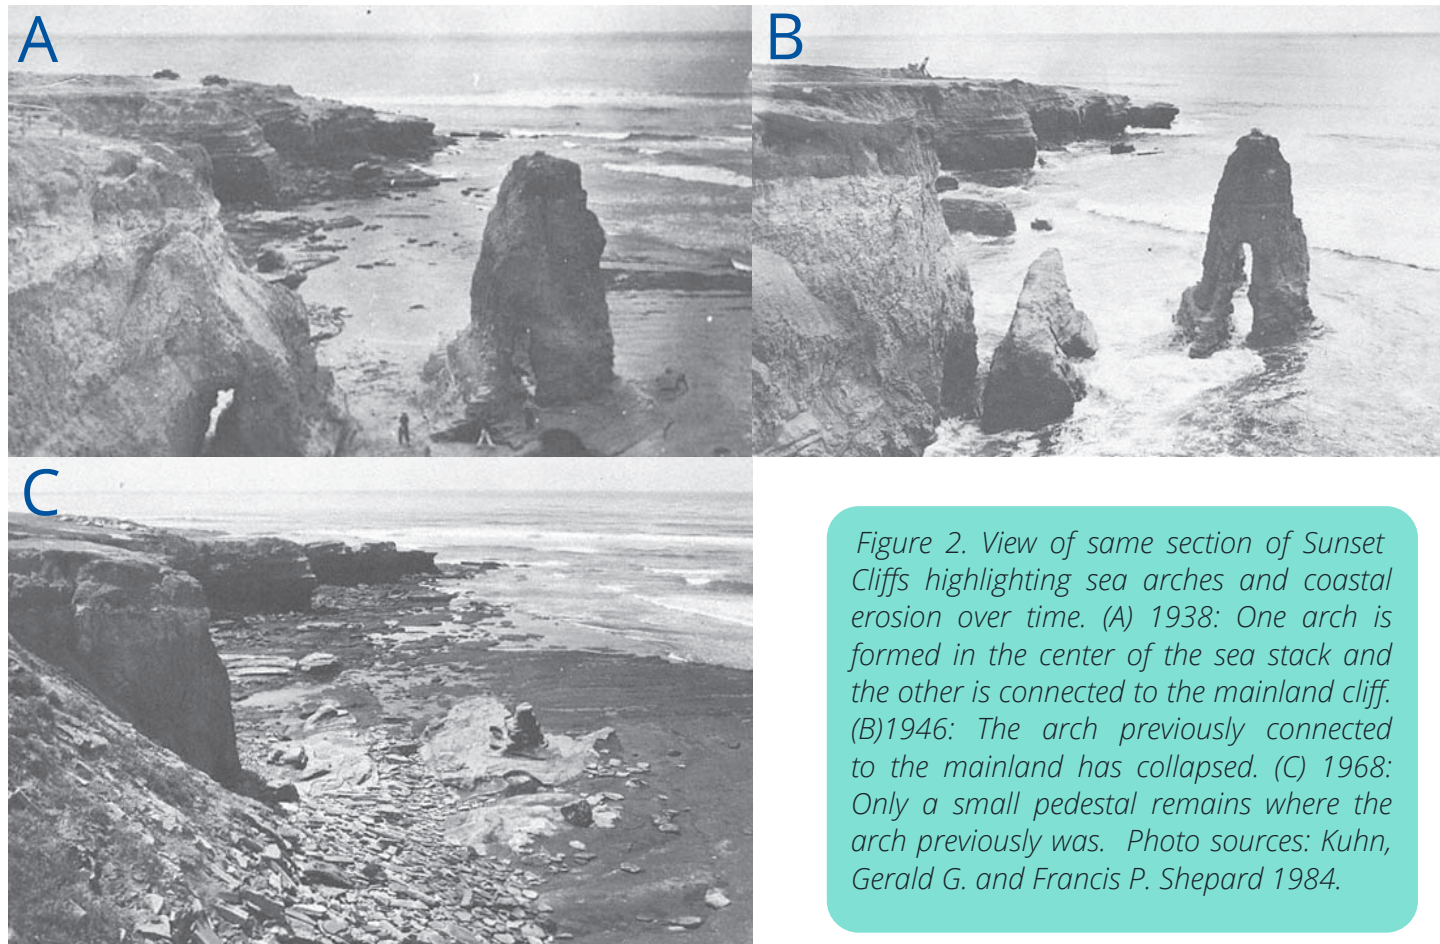 A
B
C
Figure 2. View of same section of Sunset
Cliffs highlighting sea arches and coastal
erosion over time. (A) 1938: One arch is
formed in the center of the sea stack and
the other is connected to the mainland cliff.
(B)1946: The arch previously connected
to the mainland has collapsed. (C) 1968:
Only a small pedestal remains where the
arch previously was. Photo sources: Kuhn,
Gerald G. and Francis P. Shepard 1984.